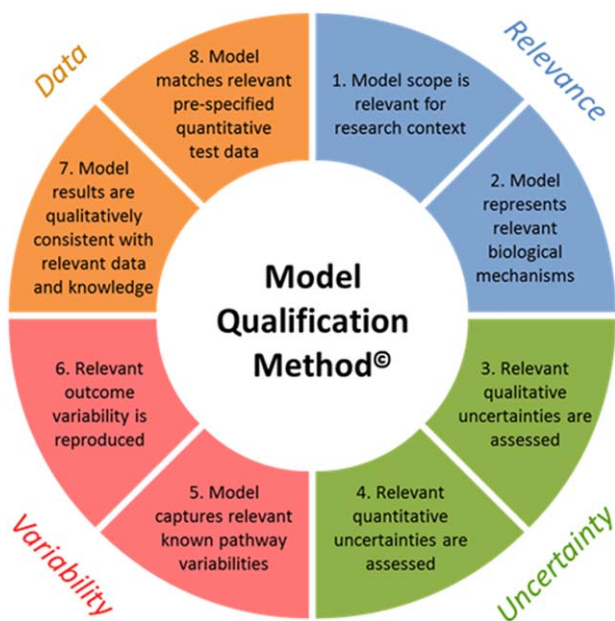 Data
8. Model
matches relevant
pre-specified
quantitative
test data
1. Model scope is
relevant for
research context
Relevance
7. Model
results are
qualitatively
consistent with
relevant data
and knowledge
2. Model
represents
relevant
biological
mechanisms
Model
Qualification
Method©
6. Relevant
outcome
variability is
reproduced
3. Relevant
qualitative
uncertainties are
assessed
5. Model
captures relevant
known pathway
variabilities
4. Relevant
quantitative
uncertainties are
assessed
Variability
Uncertainty